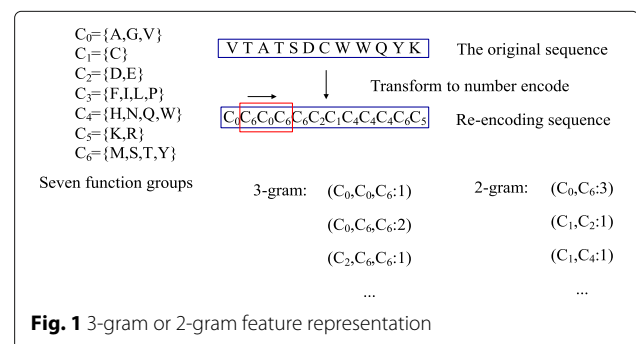 C₀={A,G,V}
C₁={C}
C₂={D,E}
C₃={F,I,L,P}
C₄={H,N,Q,W}
C₅={K,R}
C₆={M,S,T,Y}
Seven function groups
V T A T S D C W W Q Y K
The original sequence
Transform to number encode
C₀C₆C₀C₆C₆C₂C₁C₄C₄C₄C₆C₅
Re-encoding sequence
3-gram:
(C₀,C₀,C₆:1)
(C₀,C₆,C₆:2)
(C₂,C₆,C₆:1)
...
2-gram:
(C₀,C₆:3)
(C₁,C₂:1)
(C₁,C₄:1)
...
Fig. 1 3-gram or 2-gram feature representation